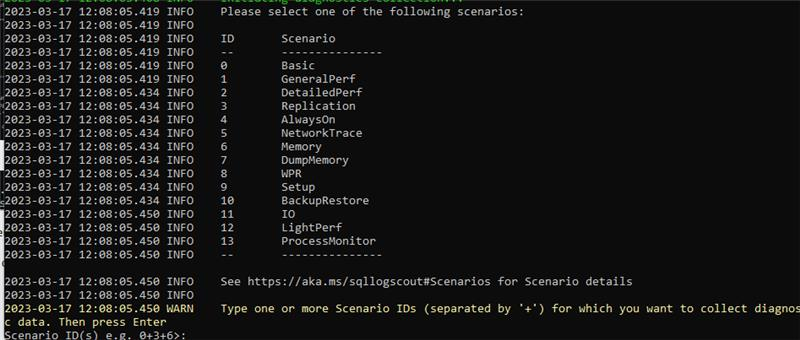 2023-03-17 12:08:05.419 INFO    Please select one of the following scenarios:
2023-03-17 12:08:05.419 INFO
2023-03-17 12:08:05.419 INFO    ID      Scenario
2023-03-17 12:08:05.419 INFO    --      ---------------
2023-03-17 12:08:05.419 INFO    0       Basic
2023-03-17 12:08:05.419 INFO    1       GeneralPerf
2023-03-17 12:08:05.434 INFO    2       DetailedPerf
2023-03-17 12:08:05.434 INFO    3       Replication
2023-03-17 12:08:05.434 INFO    4       AlwaysOn
2023-03-17 12:08:05.434 INFO    5       NetworkTrace
2023-03-17 12:08:05.434 INFO    6       Memory
2023-03-17 12:08:05.434 INFO    7       DumpMemory
2023-03-17 12:08:05.434 INFO    8       WPR
2023-03-17 12:08:05.434 INFO    9       Setup
2023-03-17 12:08:05.434 INFO    10      BackupRestore
2023-03-17 12:08:05.450 INFO    11      IO
2023-03-17 12:08:05.450 INFO    12      LightPerf
2023-03-17 12:08:05.450 INFO    13      ProcessMonitor
2023-03-17 12:08:05.450 INFO    --      ---------------
2023-03-17 12:08:05.450 INFO
2023-03-17 12:08:05.450 INFO    See https://aka.ms/sqllogscout#Scenarios for Scenario details
2023-03-17 12:08:05.450 INFO
2023-03-17 12:08:05.450 WARN    Type one or more Scenario IDs (separated by '+') for which you want to collect diagnos
c data. Then press Enter
Scenario ID(s) e.g. 0+3+6>: